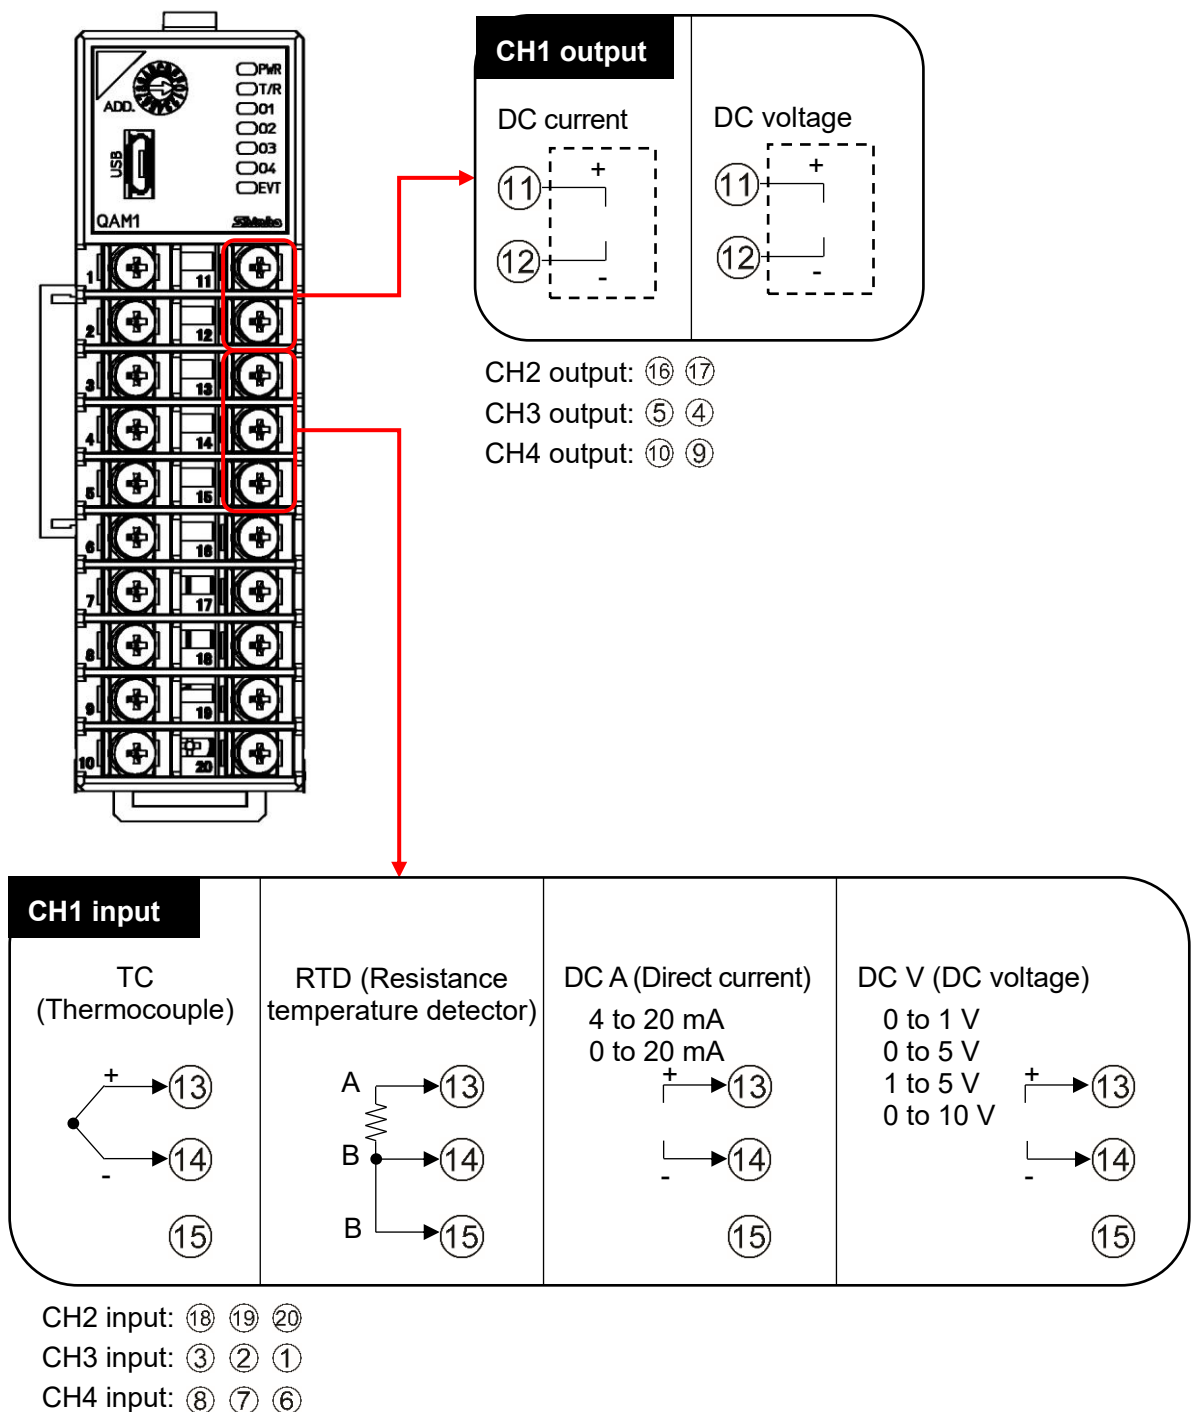 ADD.
USB
PWR
T/R
O1
O2
O3
O4
EVT
QAM1
Shinko
1
2
3
4
5
6
7
8
9
10
11
12
13
14
15
16
17
18
19
20
CH1 output
DC current
+
⑪
⑫
-
DC voltage
+
⑪
⑫
-
CH2 output: ⑯ ⑰
CH3 output: ⑤ ④
CH4 output: ⑩ ⑨
CH1 input
TC
(Thermocouple)
+
⑬
⑭
-
⑮
RTD (Resistance
temperature detector)
A ⑬
B ⑭
B ⑮
DC A (Direct current)
4 to 20 mA
0 to 20 mA
+
⑬
⑭
-
⑮
DC V (DC voltage)
0 to 1 V
0 to 5 V
1 to 5 V
0 to 10 V
+
⑬
⑭
-
⑮
CH2 input: ⑱ ⑲ ⑳
CH3 input: ③ ② ①
CH4 input: ⑧ ⑦ ⑥